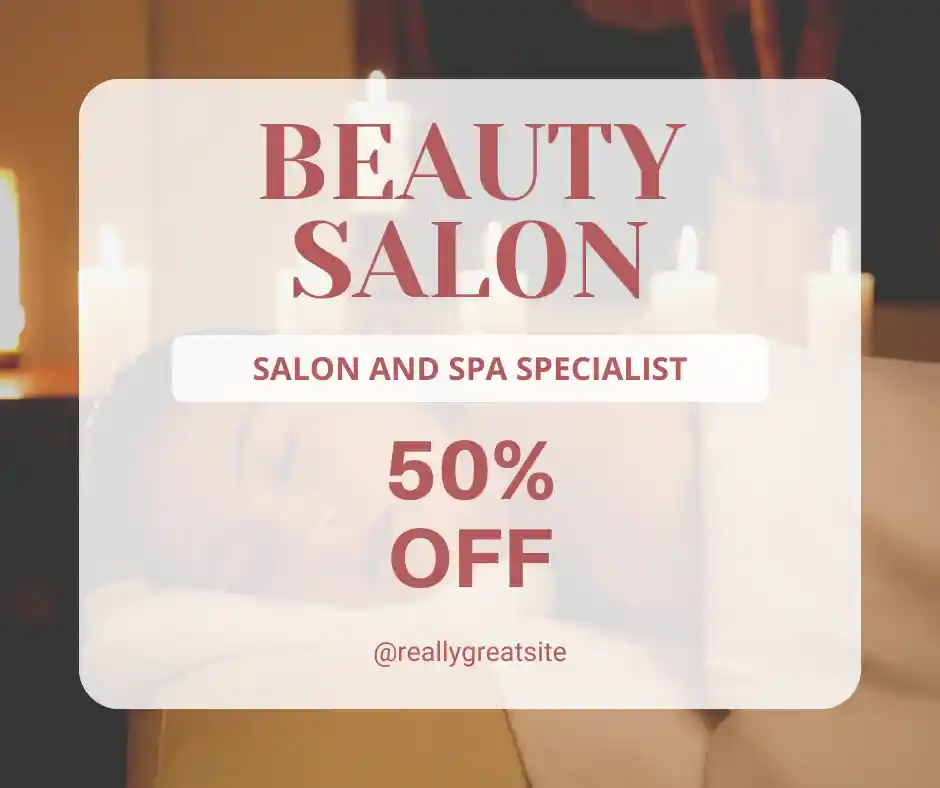 BEAUTY
SALON
SALON AND SPA SPECIALIST
50%
OFF
@reallygreatsite